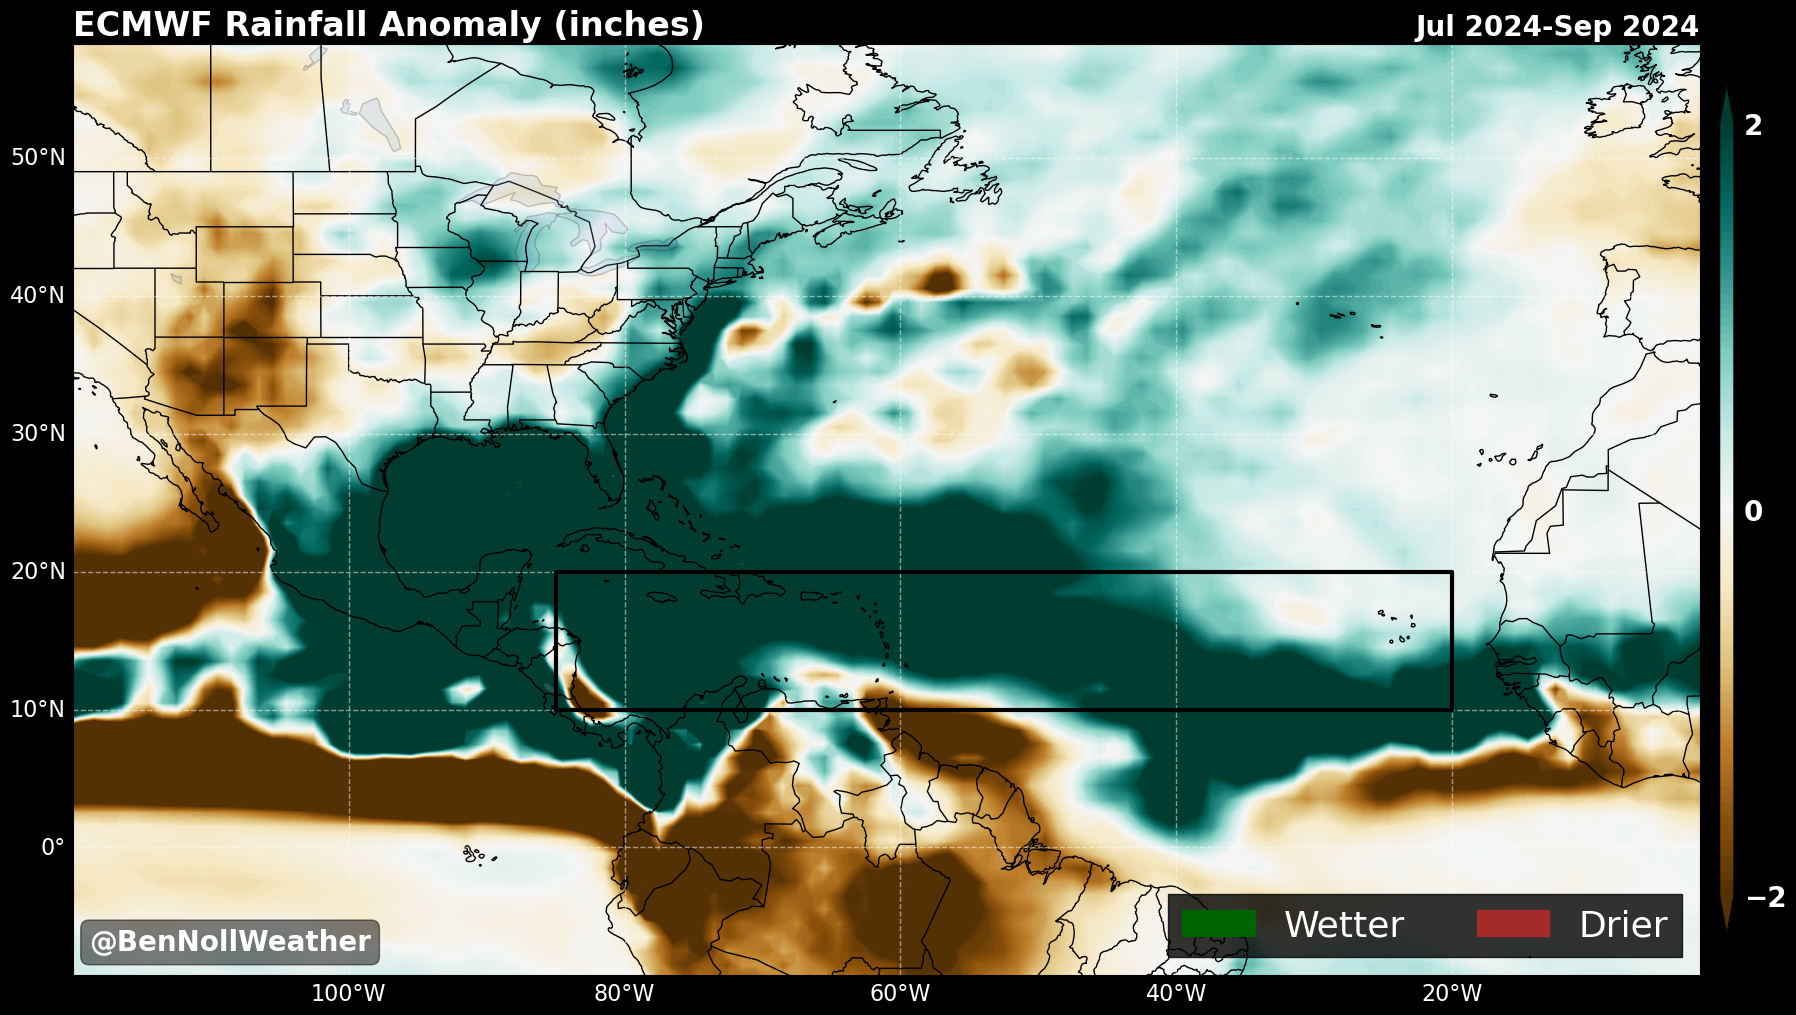 ECMWF Rainfall Anomaly (inches)
Jul 2024-Sep 2024
2
50°N
40°N
0
30°N
20°N
10°N
0°
−2
Wetter
Drier
@BenNollWeather
100°W
80°W
60°W
40°W
20°W